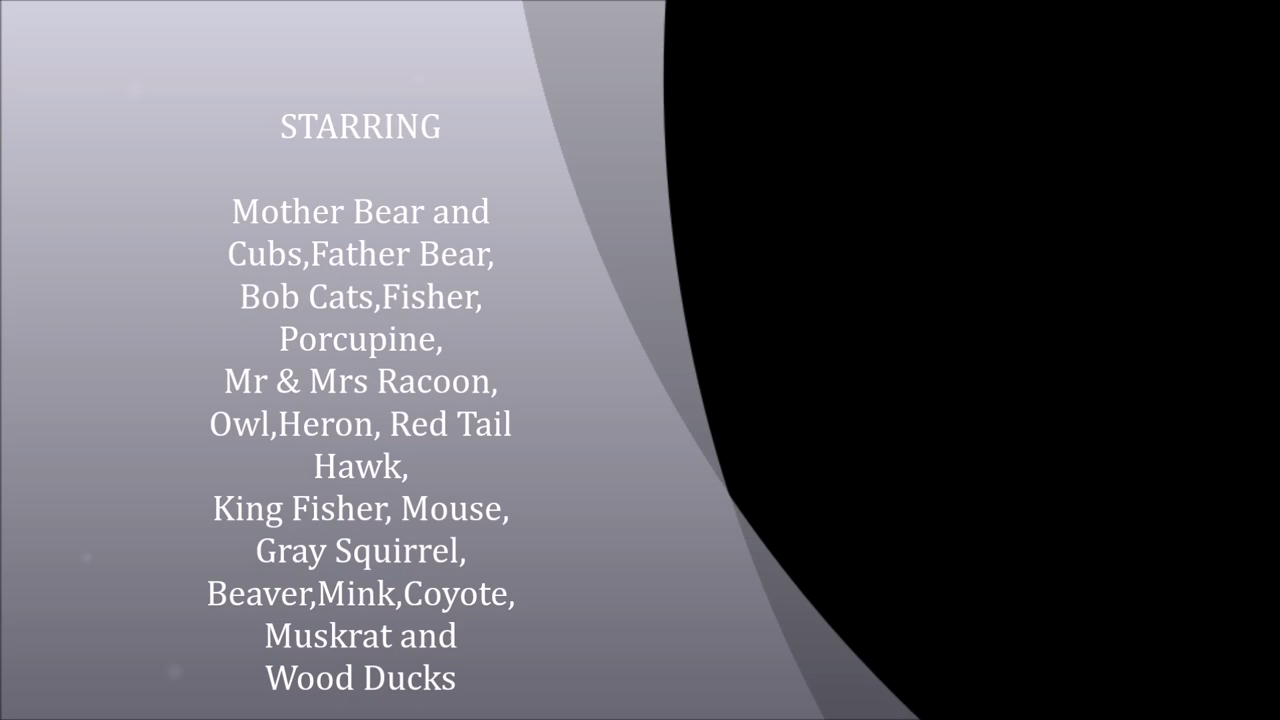 STARRING
Mother Bear and
Cubs,Father Bear,
Bob Cats,Fisher,
Porcupine,
Mr & Mrs Racoon,
Owl,Heron, Red Tail
Hawk,
King Fisher, Mouse,
Gray Squirrel,
Beaver,Mink,Coyote,
Muskrat and
Wood Ducks